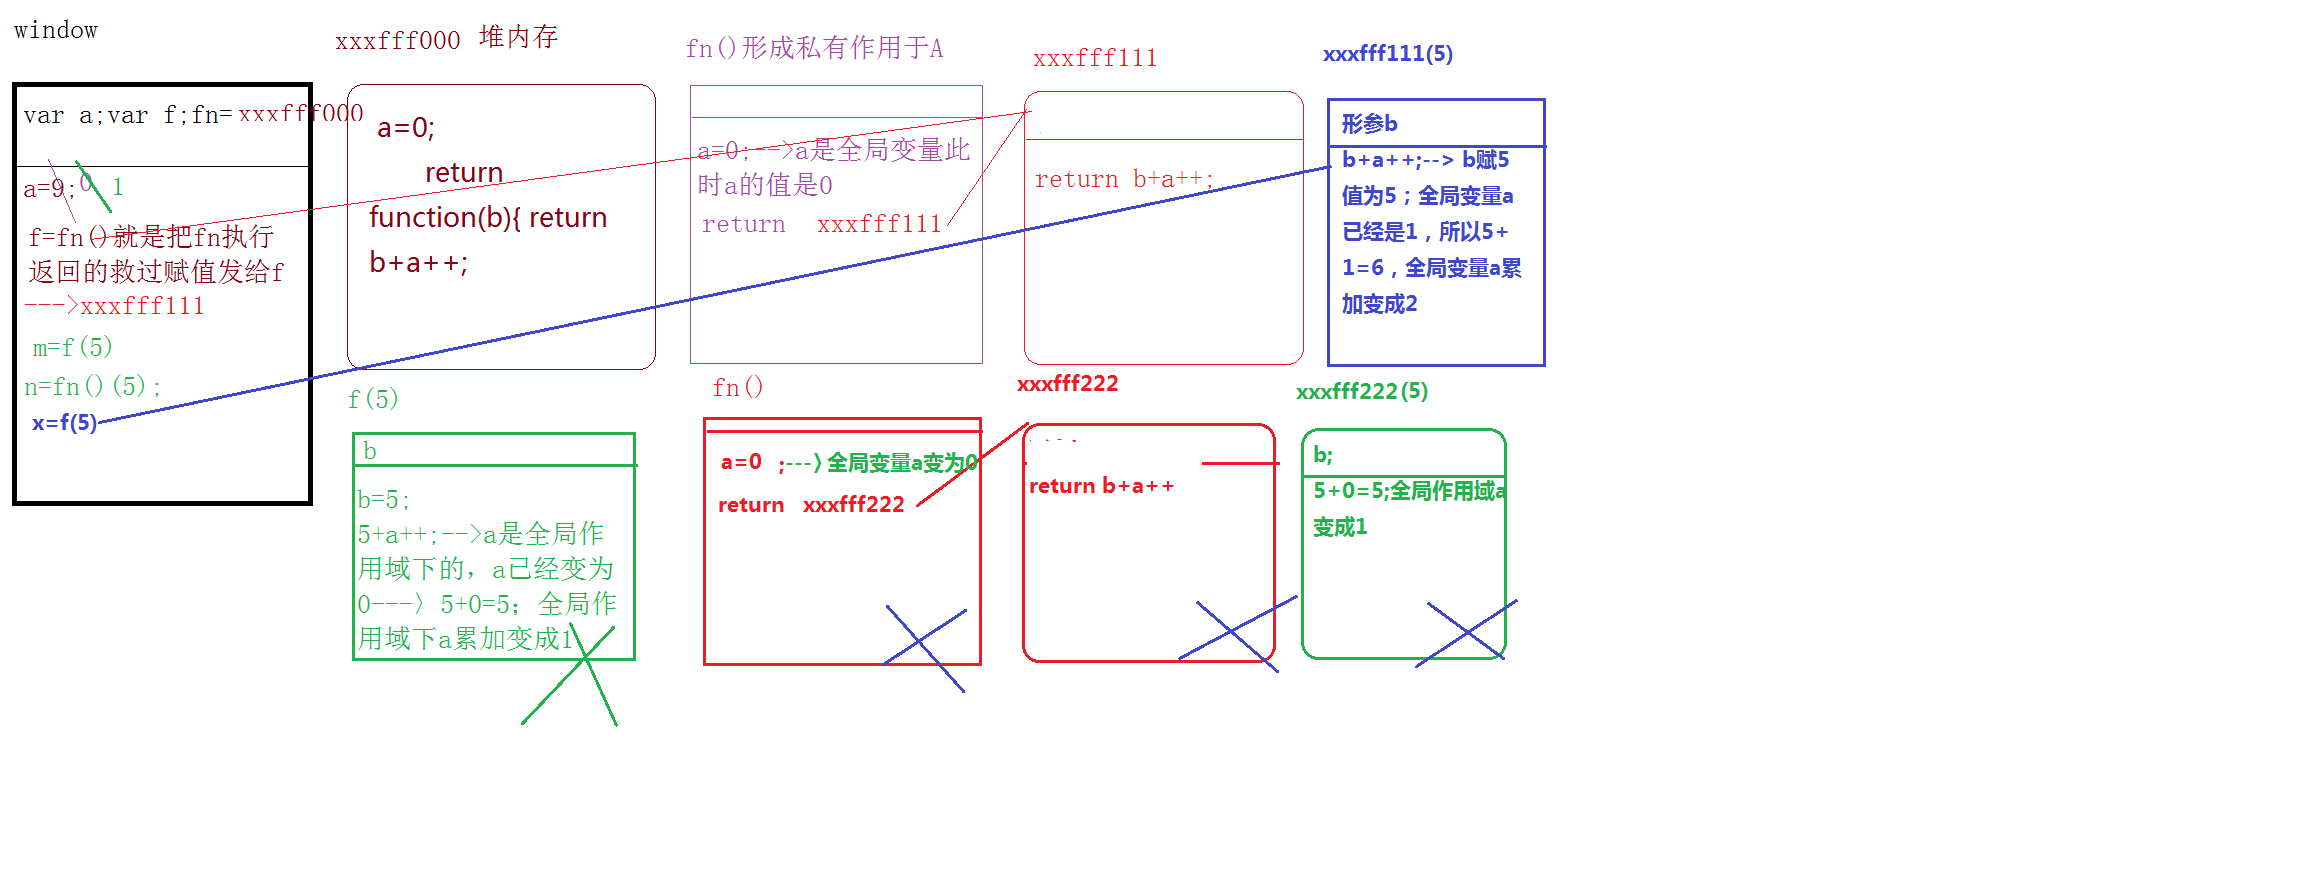 window
var a;var f;fn= xxxfff000
a=9; 0 1
f=fn()就是把fn执行
返回的救过赋值发给f
--->xxxfff111
m=f(5)
n=fn()(5);
x=f(5)
xxxfff000 堆内存
a=0;
return
function(b){ return
b+a++;
fn()形成私有作用于A
a=0;-->a是全局变量此
时a的值是0
return xxxfff111
xxxfff111
return b+a++;
xxxfff111(5)
形参b
b+a++;--> b赋5
值为5；全局变量a
已经是1，所以5+
1=6，全局变量a累
加变成2
f(5)
b
b=5;
5+a++;-->a是全局作
用域下的，a已经变为
0---〉5+0=5；全局作
用域下a累加变成1
fn()
a=0 ;---〉全局变量a变为0
return xxxfff222
xxxfff222
return b+a++
xxxfff222(5)
b;
5+0=5;全局作用域a
变成1